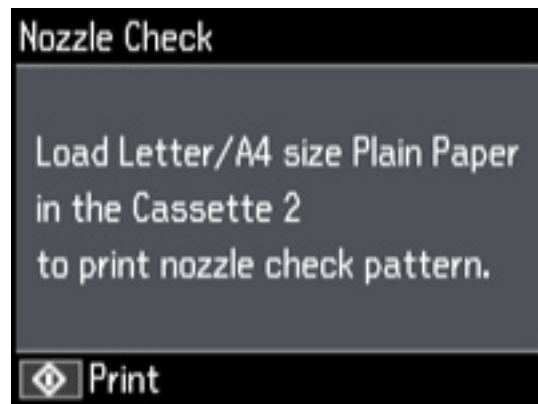 Nozzle Check
Load Letter/A4 size Plain Paper
in the Cassette 2
to print nozzle check pattern.
Print